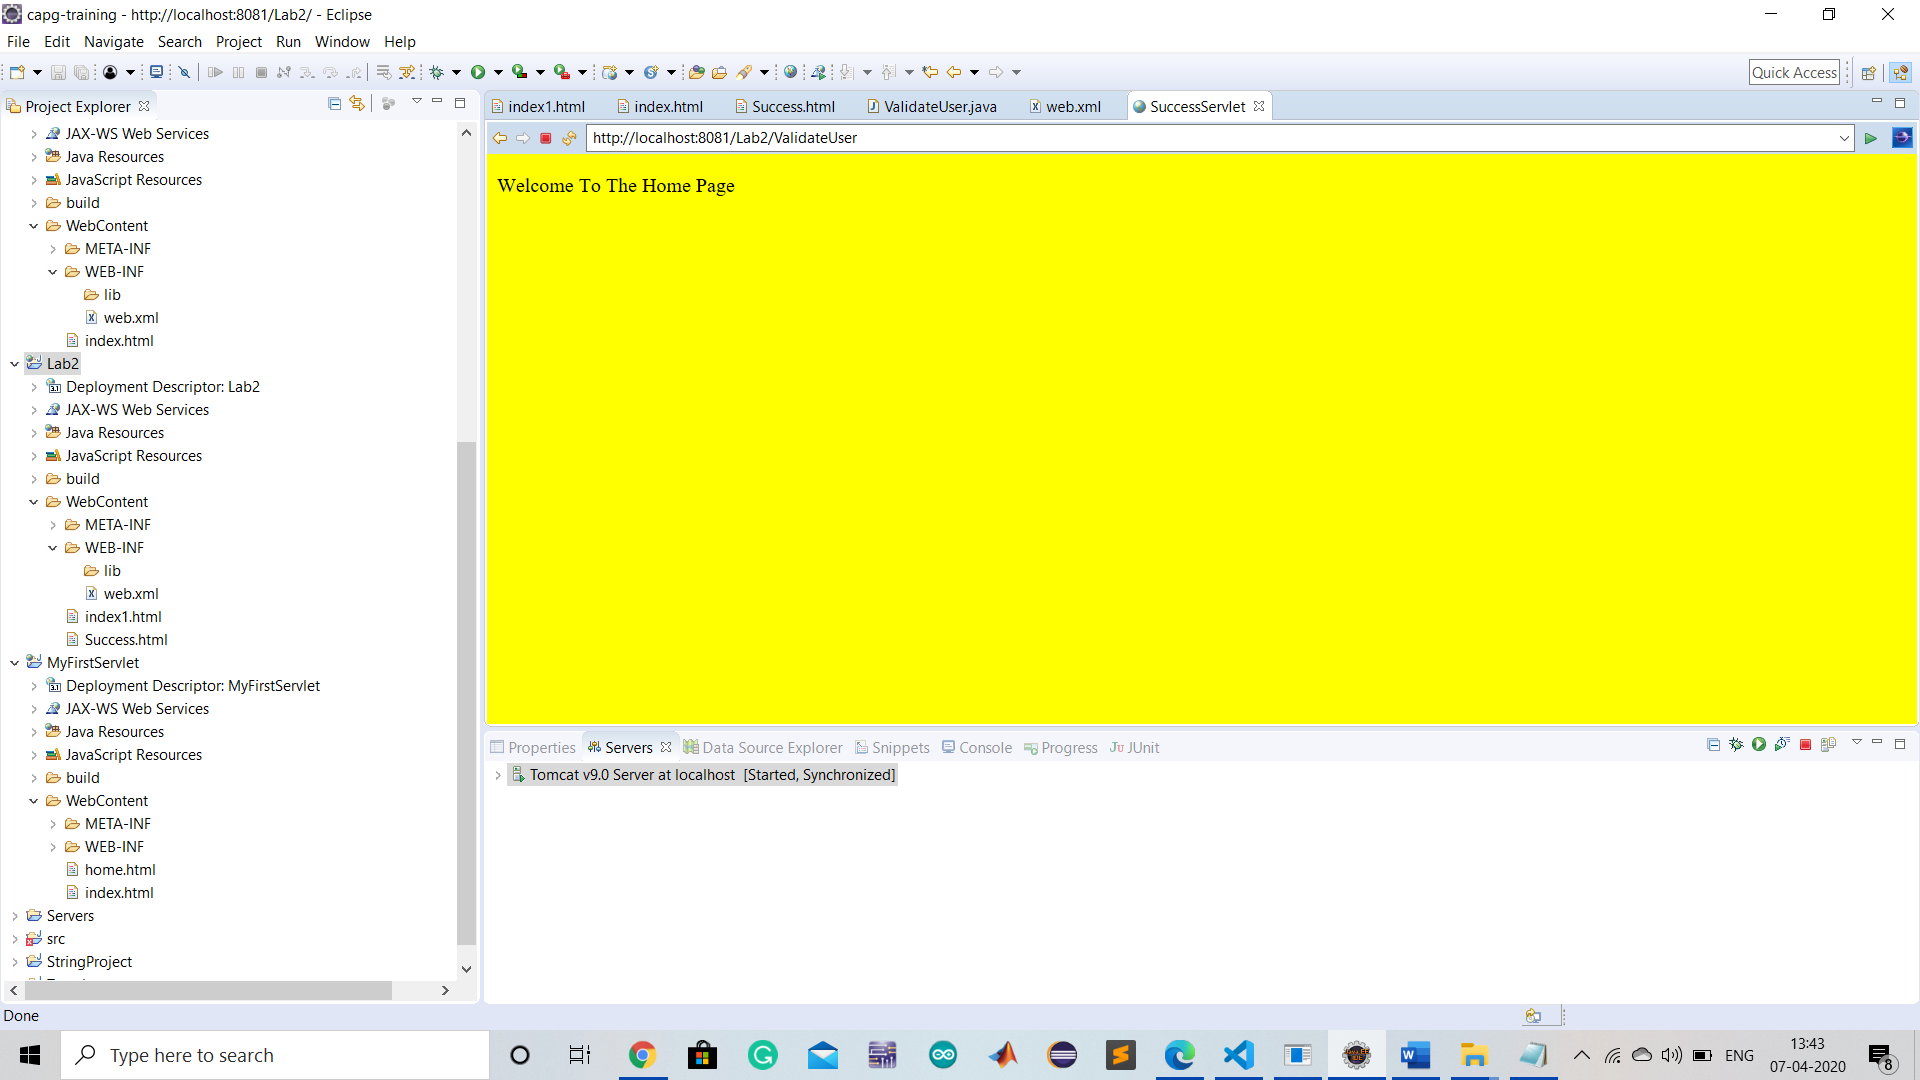 capg-training - http://localhost:8081/Lab2/ - Eclipse
File Edit Navigate Search Project Run Window Help
Quick Access
Project Explorer
index1.html index.html Success.html ValidateUser.java web.xml SuccessServlet
http://localhost:8081/Lab2/ValidateUser
Welcome To The Home Page
JAX-WS Web Services
Java Resources
JavaScript Resources
build
WebContent
META-INF
WEB-INF
lib
web.xml
index.html
Lab2
Deployment Descriptor: Lab2
JAX-WS Web Services
Java Resources
JavaScript Resources
build
WebContent
META-INF
WEB-INF
lib
web.xml
index1.html
Success.html
MyFirstServlet
Deployment Descriptor: MyFirstServlet
JAX-WS Web Services
Java Resources
JavaScript Resources
build
WebContent
META-INF
WEB-INF
home.html
index.html
Servers
src
StringProject
Properties Servers Data Source Explorer Snippets Console Progress JUnit
Tomcat v9.0 Server at localhost [Started, Synchronized]
Done
Type here to search
ENG
13:43
07-04-2020
8